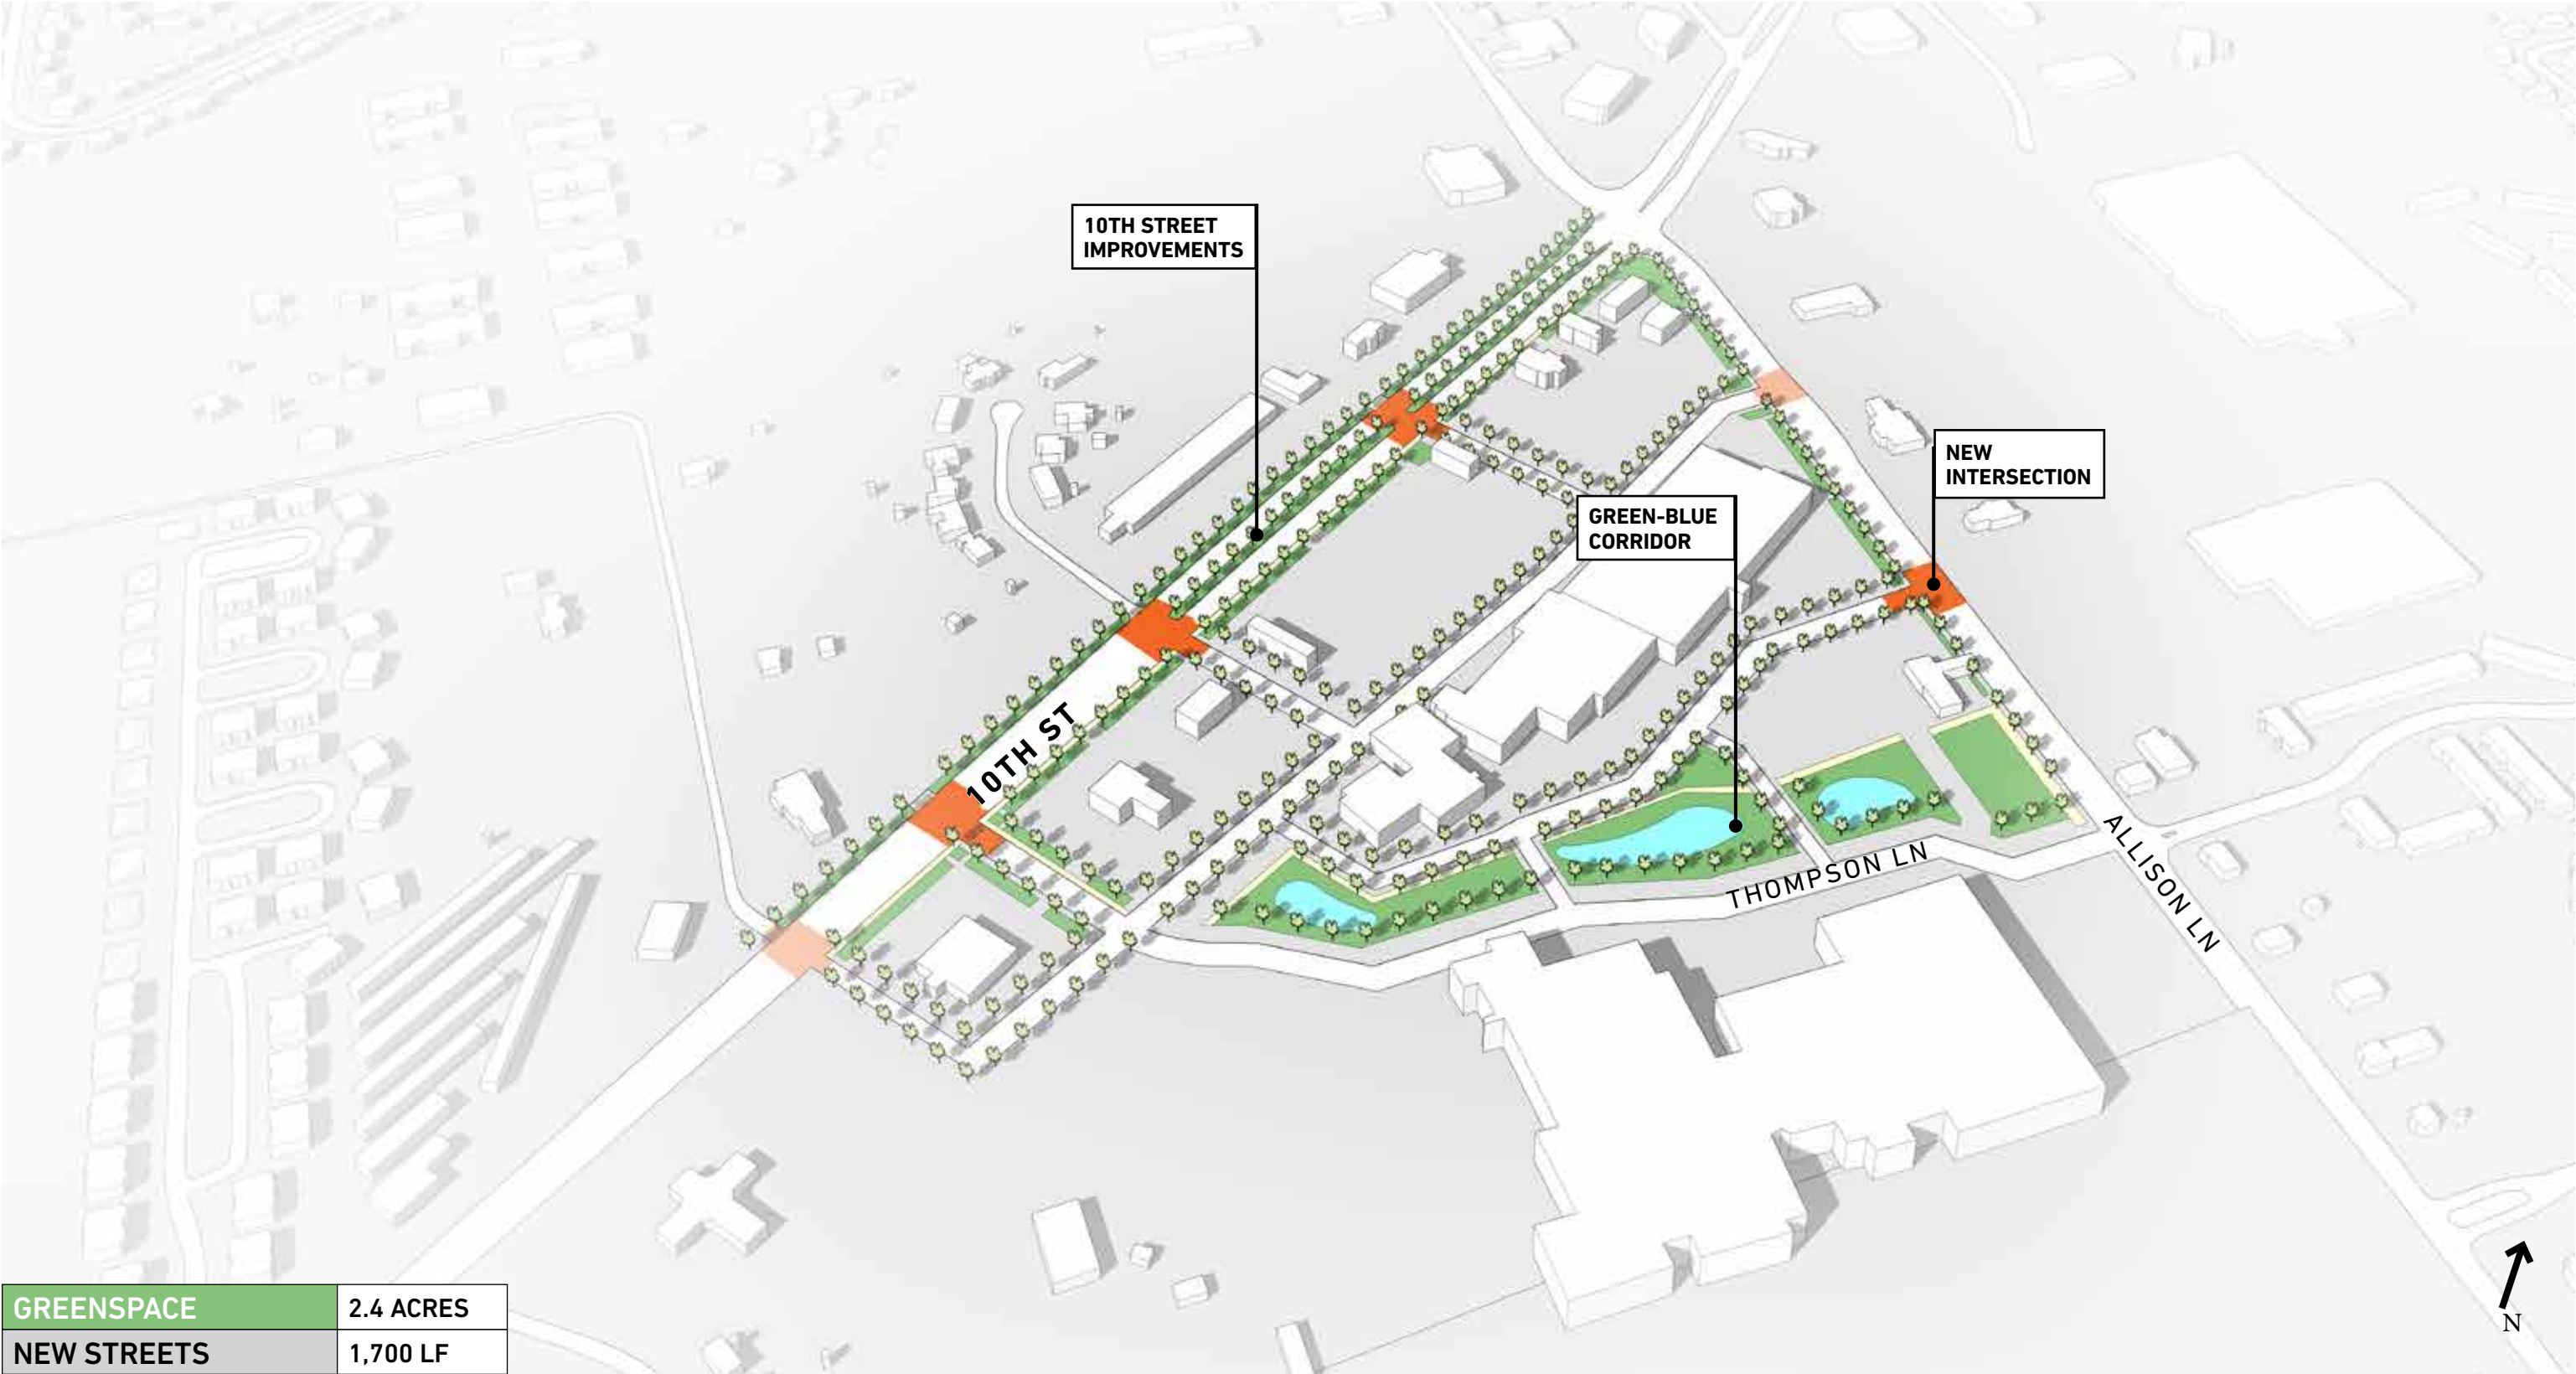 10TH STREET
IMPROVEMENTS
NEW
INTERSECTION
GREEN-BLUE
CORRIDOR
10TH ST
THOMPSON LN
ALLISON LN
GREENSPACE 2.4 ACRES
NEW STREETS 1,700 LF
N